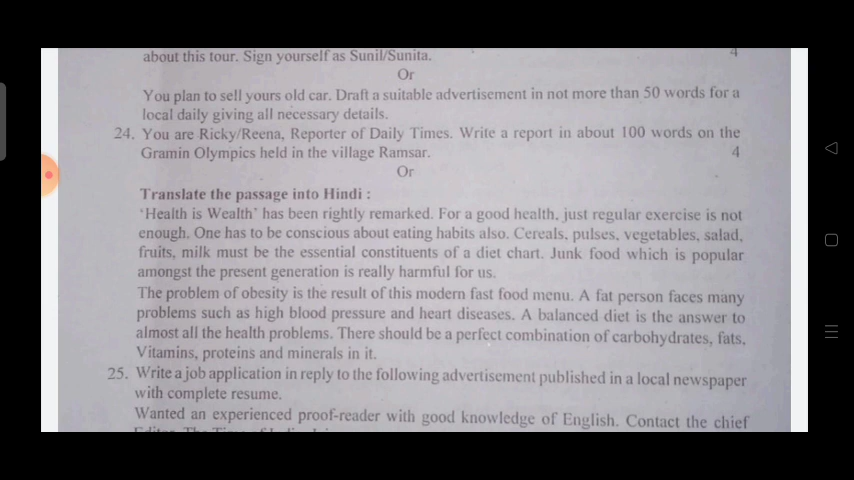 about this tour. Sign yourself as Sunil/Sunita.
4
Or
You plan to sell yours old car. Draft a suitable advertisement in not more than 50 words for a
local daily giving all necessary details.
24. You are Ricky/Reena, Reporter of Daily Times. Write a report in about 100 words on the
Gramin Olympics held in the village Ramsar. 4
Or
Translate the passage into Hindi :
'Health is Wealth' has been rightly remarked. For a good health, just regular exercise is not
enough. One has to be conscious about eating habits also. Cereals, pulses, vegetables, salad,
fruits, milk must be the essential constituents of a diet chart. Junk food which is popular
amongst the present generation is really harmful for us.
The problem of obesity is the result of this modern fast food menu. A fat person faces many
problems such as high blood pressure and heart diseases. A balanced diet is the answer to
almost all the health problems. There should be a perfect combination of carbohydrates, fats,
Vitamins, proteins and minerals in it.
25. Write a job application in reply to the following advertisement published in a local newspaper
with complete resume.
Wanted an experienced proof-reader with good knowledge of English. Contact the chief